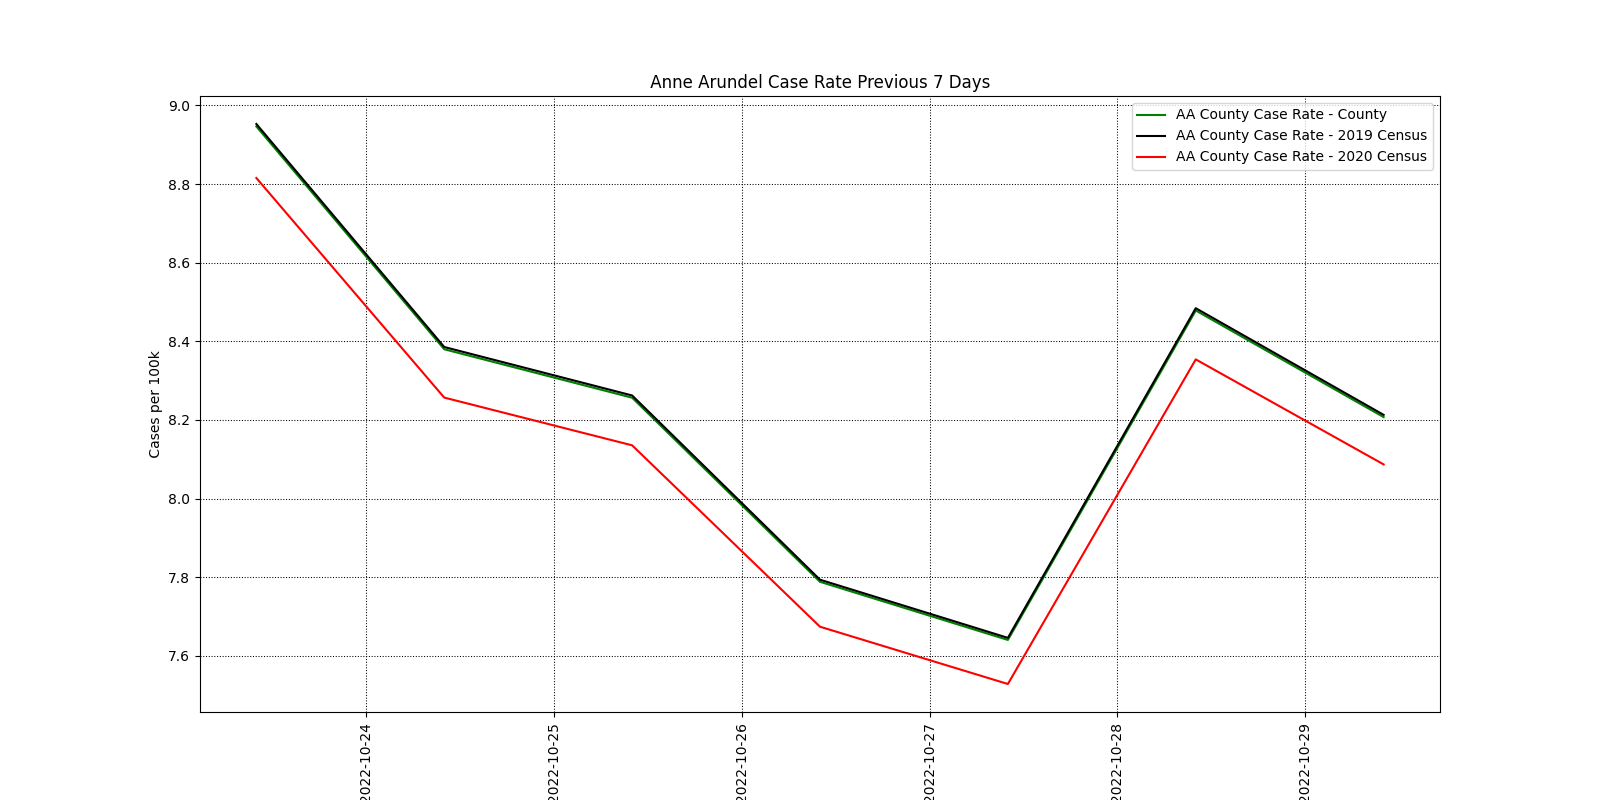 Anne Arundel Case Rate Previous 7 Days
AA County Case Rate - County
AA County Case Rate - 2019 Census
AA County Case Rate - 2020 Census
Cases per 100k
9.0
8.8
8.6
8.4
8.2
8.0
7.8
7.6
2022-10-24
2022-10-25
2022-10-26
2022-10-27
2022-10-28
2022-10-29